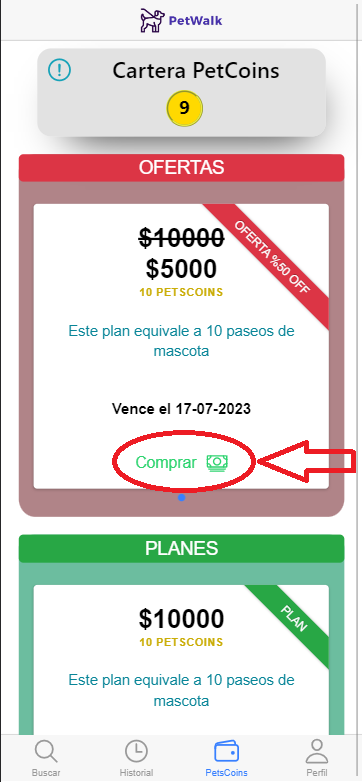 PetWalk
Cartera PetCoins
9
OFERTAS
OFERTA %50 OFF
$10000
$5000
10 PETSCOINS
Este plan equivale a 10 paseos de
mascota
Vence el 17-07-2023
Comprar
PLANES
PLAN
$10000
10 PETSCOINS
Este plan equivale a 10 paseos de
mascota
Buscar
Historial
PetsCoins
Perfil